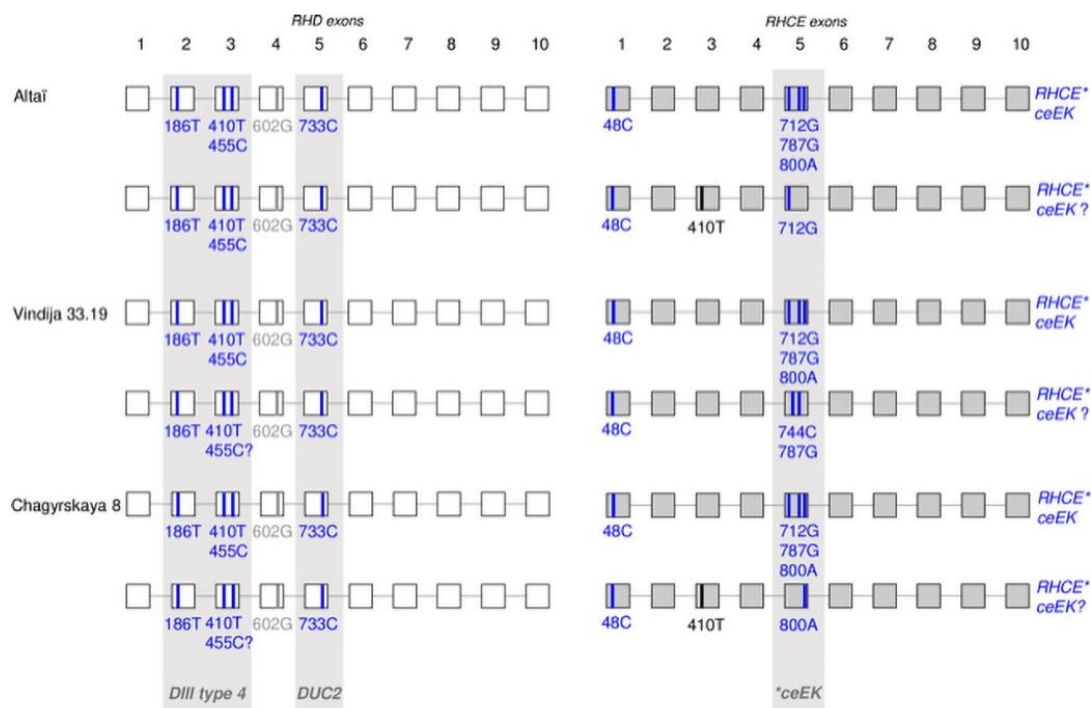 RHD exons RHCE exons
1 2 3 4 5 6 7 8 9 10 1 2 3 4 5 6 7 8 9 10
Altaï RHCE*
ceEK
186T 410T 602G 733C 48C 712G
455C 787G
800A
RHCE*
ceEK ?
186T 410T 602G 733C 48C 410T 712G
455C
Vindija 33.19 RHCE*
ceEK
186T 410T 602G 733C 48C 712G
455C 787G
800A
RHCE*
ceEK ?
186T 410T 602G 733C 48C 744C
455C? 787G
Chagyrskaya 8 RHCE*
ceEK
186T 410T 602G 733C 48C 712G
455C 787G
800A
RHCE*
ceEK?
186T 410T 602G 733C 48C 410T 800A
455C?
DIII type 4 DUC2 *ceEK